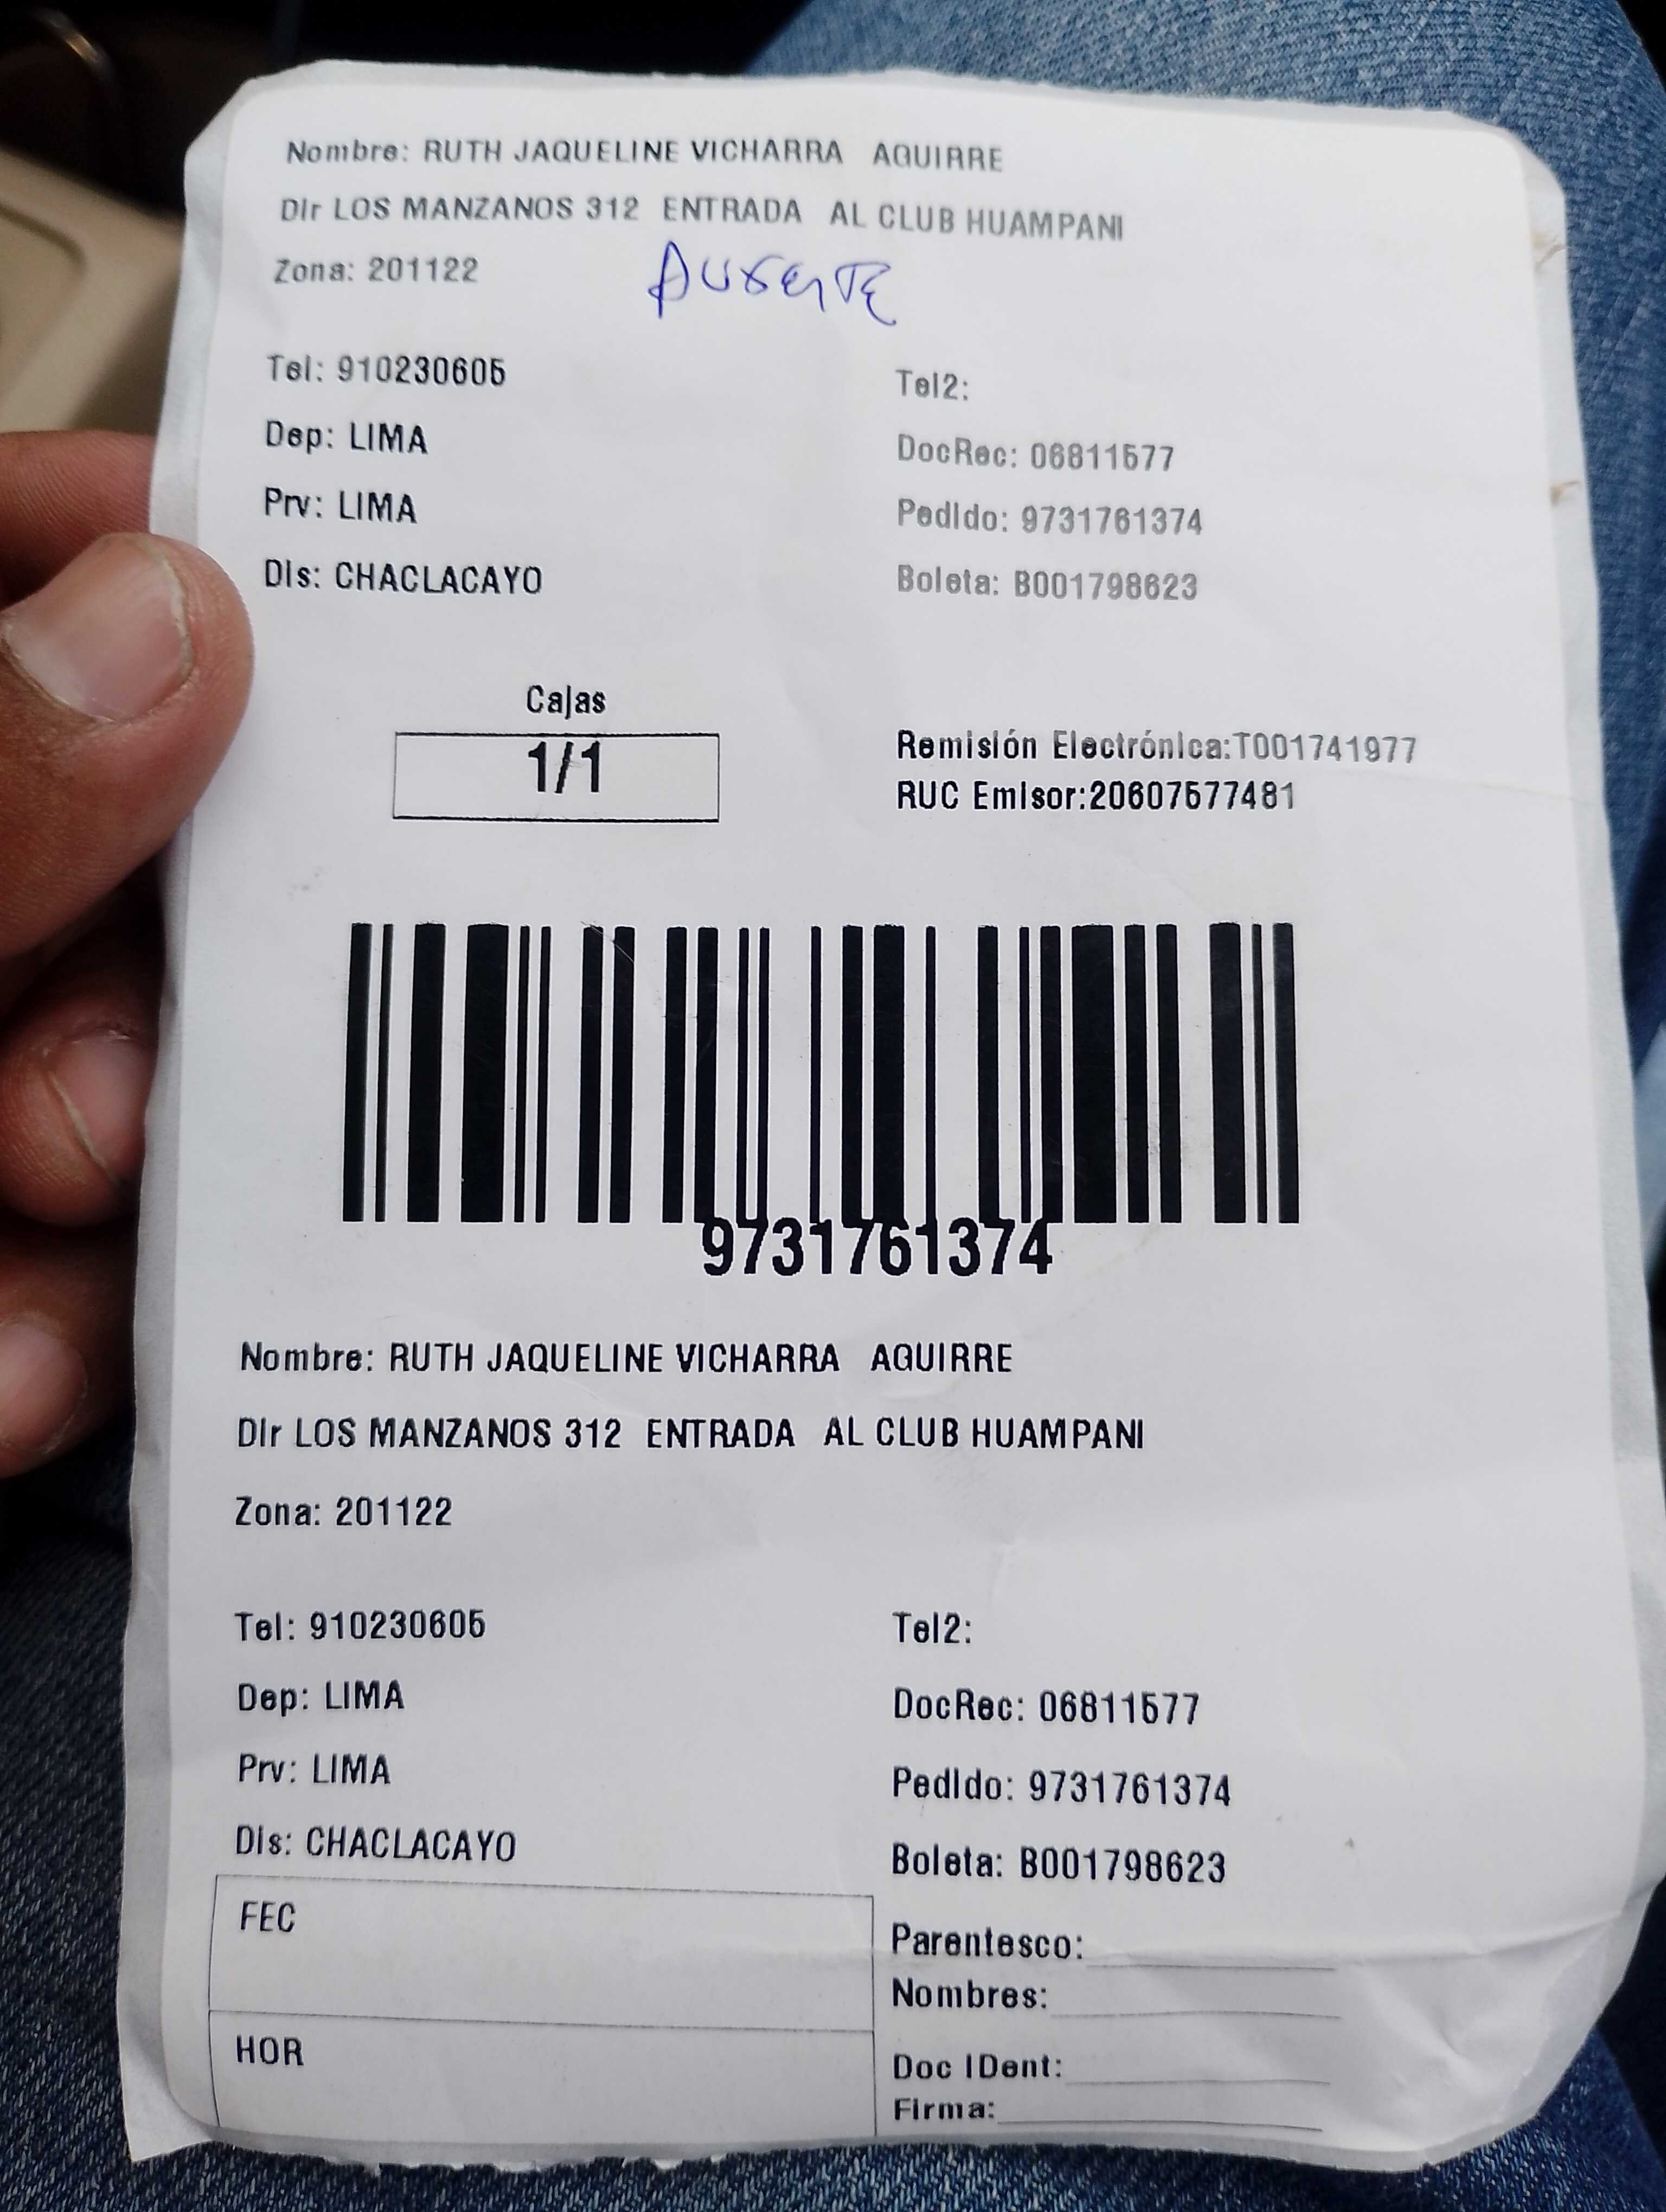 Nombre: RUTH JAQUELINE VICHARRA AGUIRRE
Dir LOS MANZANOS 312 ENTRADA AL CLUB HUAMPANI
Zona: 201122
Ausente
Tel: 910230605
Tel2:
Dep: LIMA
DocRec: 06811577
Prv: LIMA
Pedido: 9731761374
Dis: CHACLACAYO
Boleta: B001798623
Cajas
1/1
Remisión Electrónica:T001741977
RUC Emisor:20607577481
9731761374
Nombre: RUTH JAQUELINE VICHARRA AGUIRRE
Dir LOS MANZANOS 312 ENTRADA AL CLUB HUAMPANI
Zona: 201122
Tel: 910230605
Tel2:
Dep: LIMA
DocRec: 06811577
Prv: LIMA
Pedido: 9731761374
Dis: CHACLACAYO
Boleta: B001798623
FEC
Parentesco:
Nombres:
HOR
Doc IDent:
Firma: